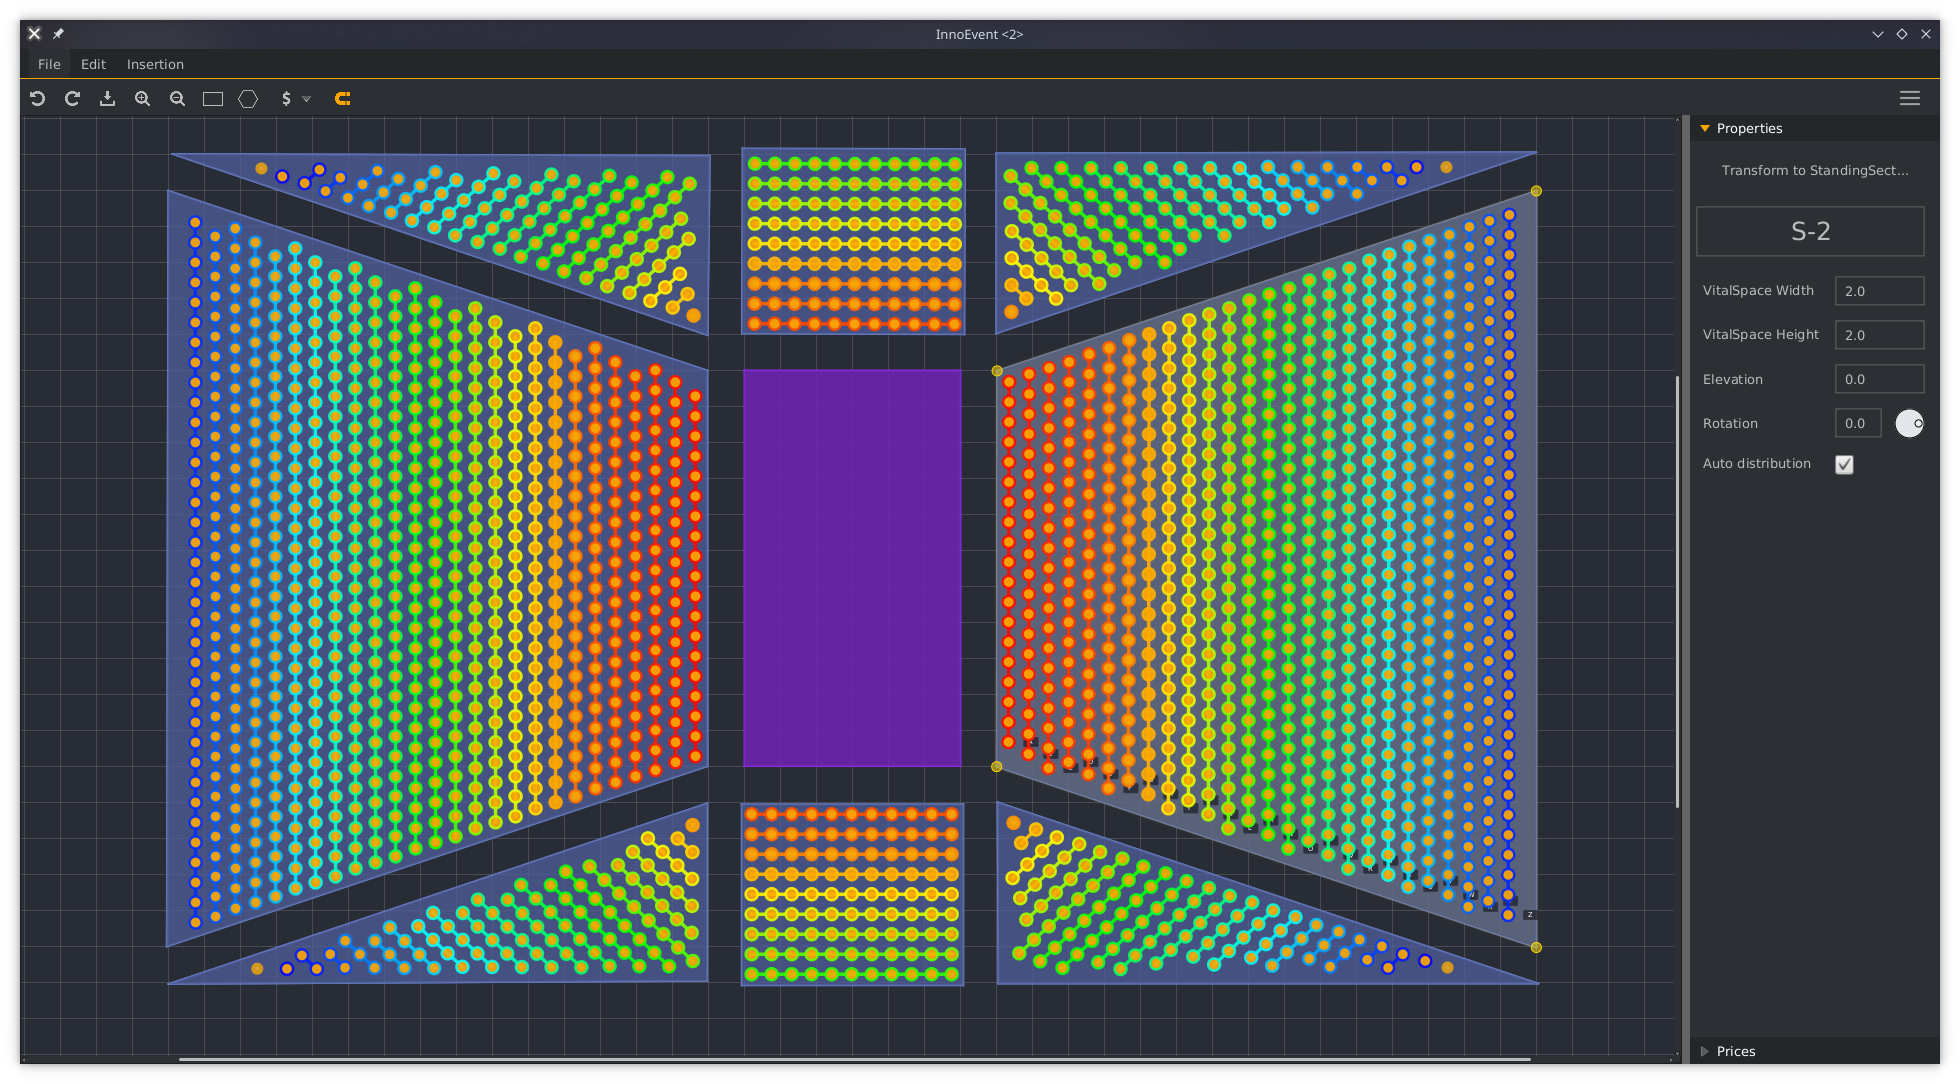 InnoEvent <2>
File Edit Insertion
$
Properties
Transform to StandingSect...
S-2
VitalSpace Width 2.0
VitalSpace Height 2.0
Elevation 0.0
Rotation 0.0
Auto distribution
Z
Prices